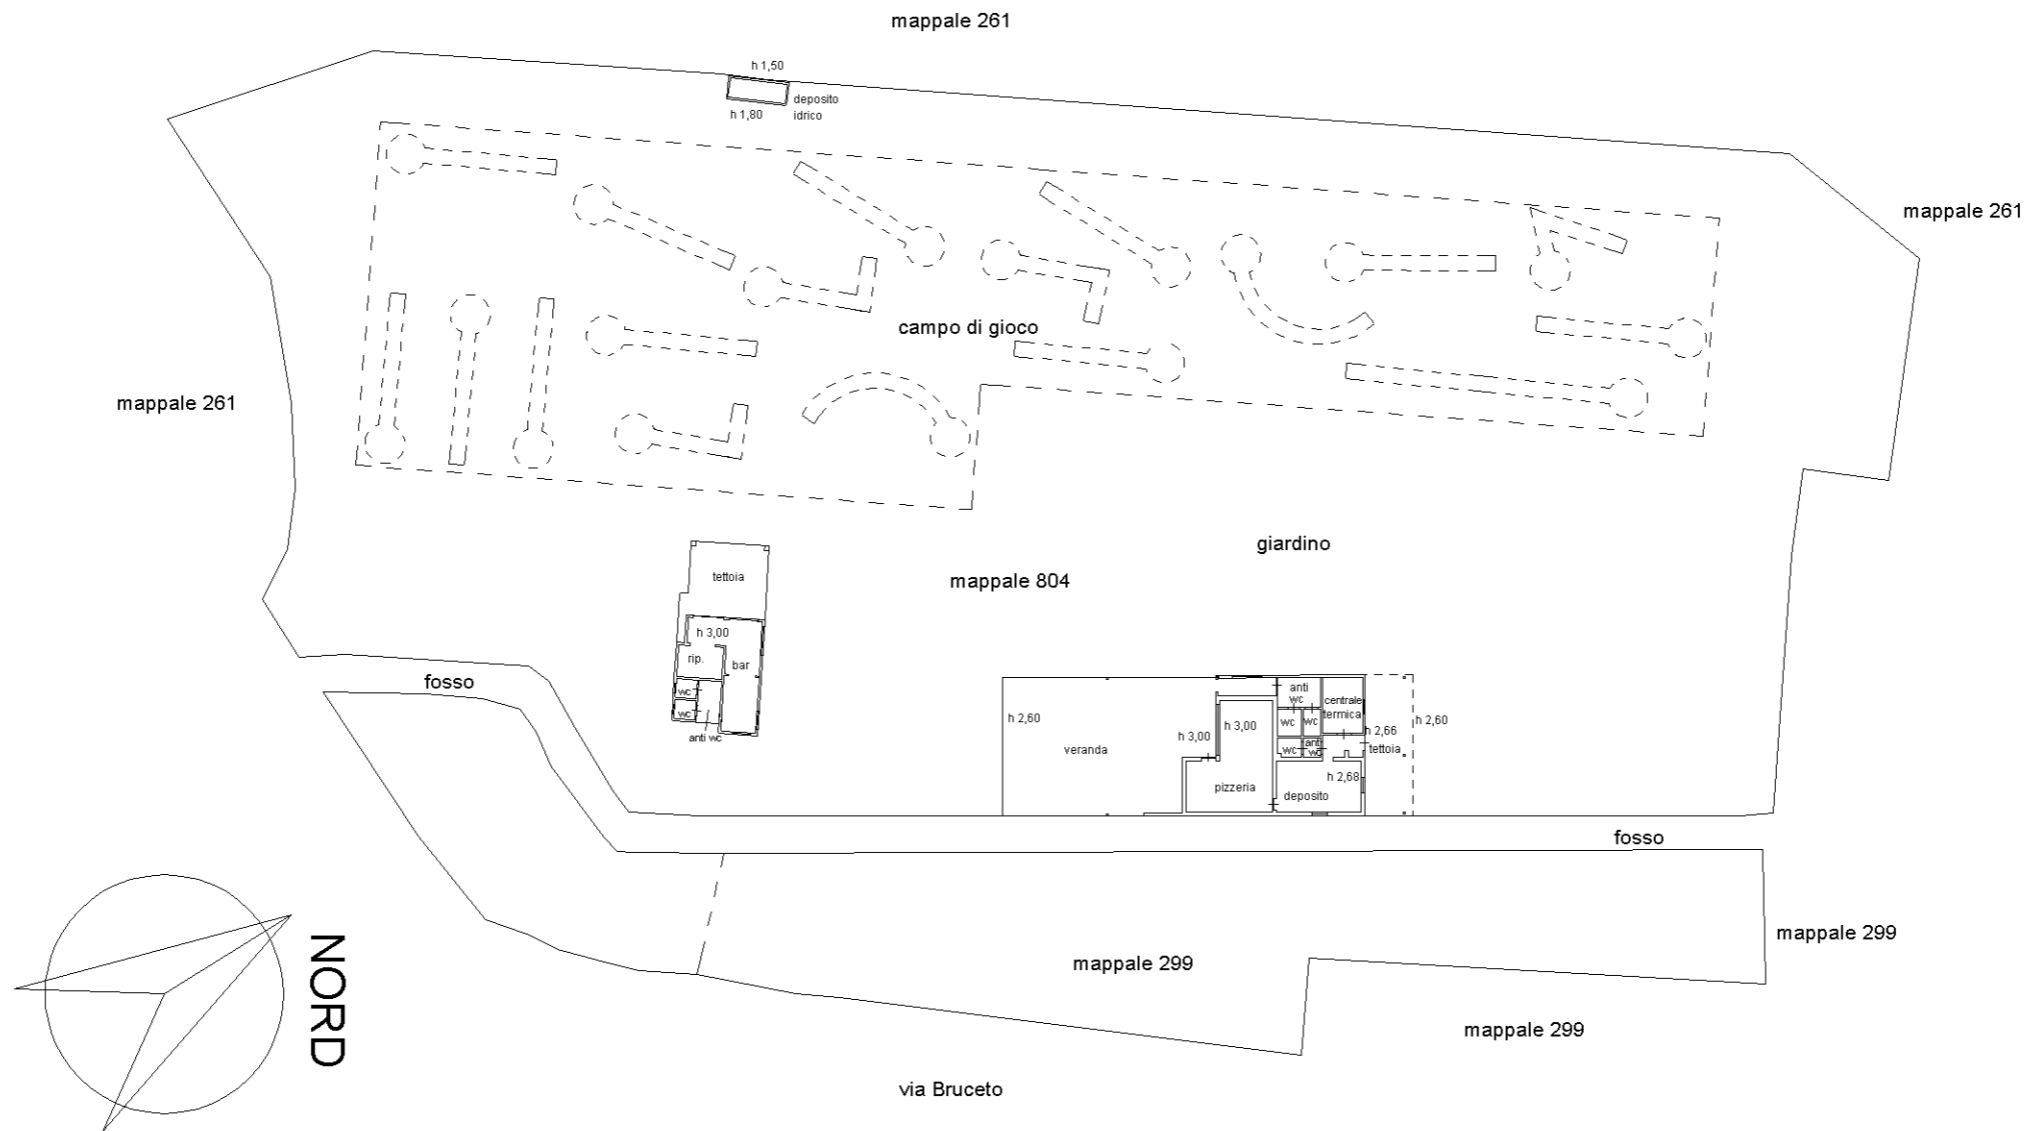 mappale 261
h 1,50
deposito
idrico
h 1,80
mappale 261
campo di gioco
mappale 261
giardino
tettoia
mappale 804
h 3,00
rip.
bar
fosso
wc
wc
anti wc
anti
wc
centrale
termica
h 2,60
h 2,60
h 3,00
h 3,00
wc
wc
h 2,66
veranda
wc
anti
wc
tettoia
h 2,68
pizzeria
deposito
fosso
NORD
mappale 299
mappale 299
mappale 299
via Bruceto